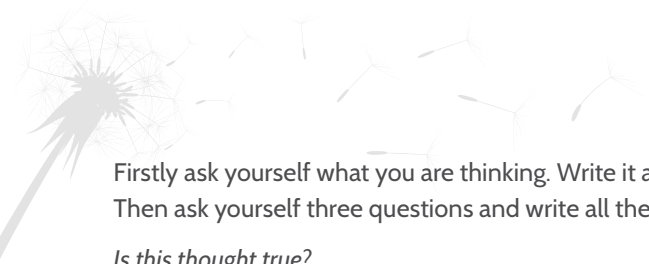 Firstly ask yourself what you are thinking. Write it a
Then ask yourself three questions and write all the
Is this thought true?